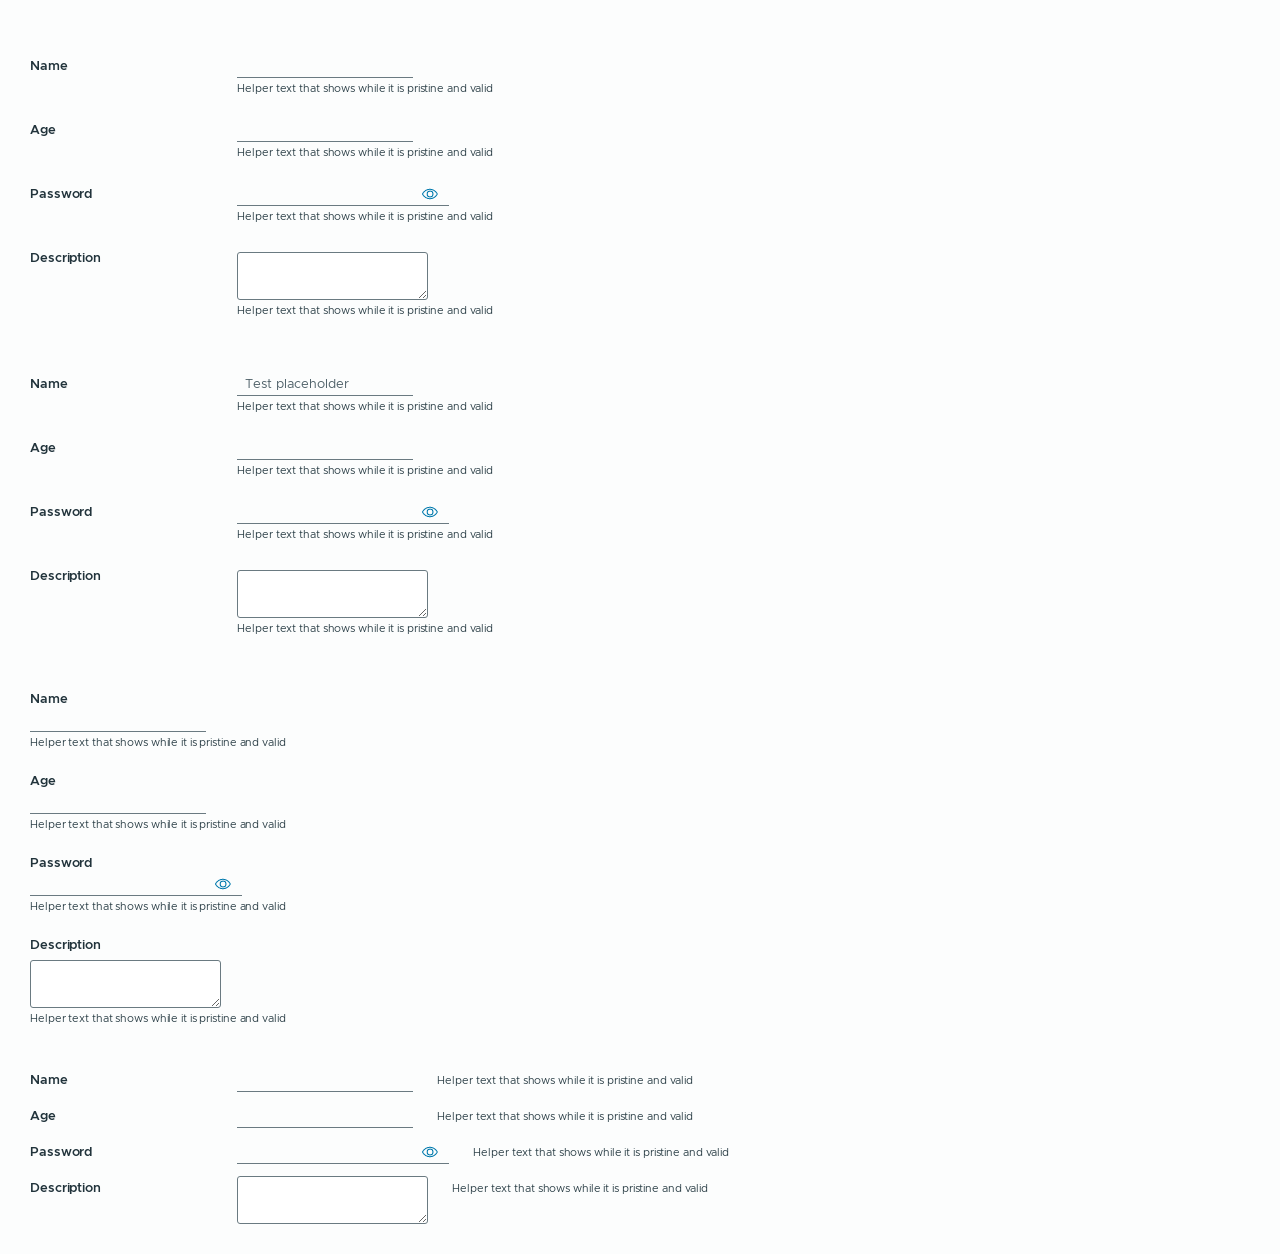 Name
Helper text that shows while it is pristine and valid
Age
Helper text that shows while it is pristine and valid
Password
Helper text that shows while it is pristine and valid
Description
Helper text that shows while it is pristine and valid
Name Test placeholder
Helper text that shows while it is pristine and valid
Age
Helper text that shows while it is pristine and valid
Password
Helper text that shows while it is pristine and valid
Description
Helper text that shows while it is pristine and valid
Name
Helper text that shows while it is pristine and valid
Age
Helper text that shows while it is pristine and valid
Password
Helper text that shows while it is pristine and valid
Description
Helper text that shows while it is pristine and valid
Name Helper text that shows while it is pristine and valid
Age Helper text that shows while it is pristine and valid
Password Helper text that shows while it is pristine and valid
Description Helper text that shows while it is pristine and valid